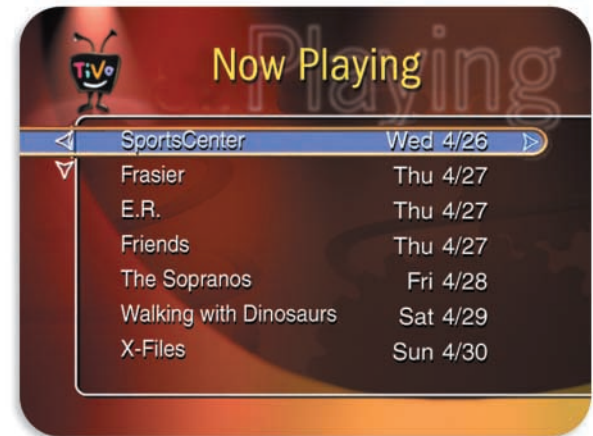 TiVo
Now Playing
Playing
SportsCenter Wed 4/26
Frasier Thu 4/27
E.R. Thu 4/27
Friends Thu 4/27
The Sopranos Fri 4/28
Walking with Dinosaurs Sat 4/29
X-Files Sun 4/30